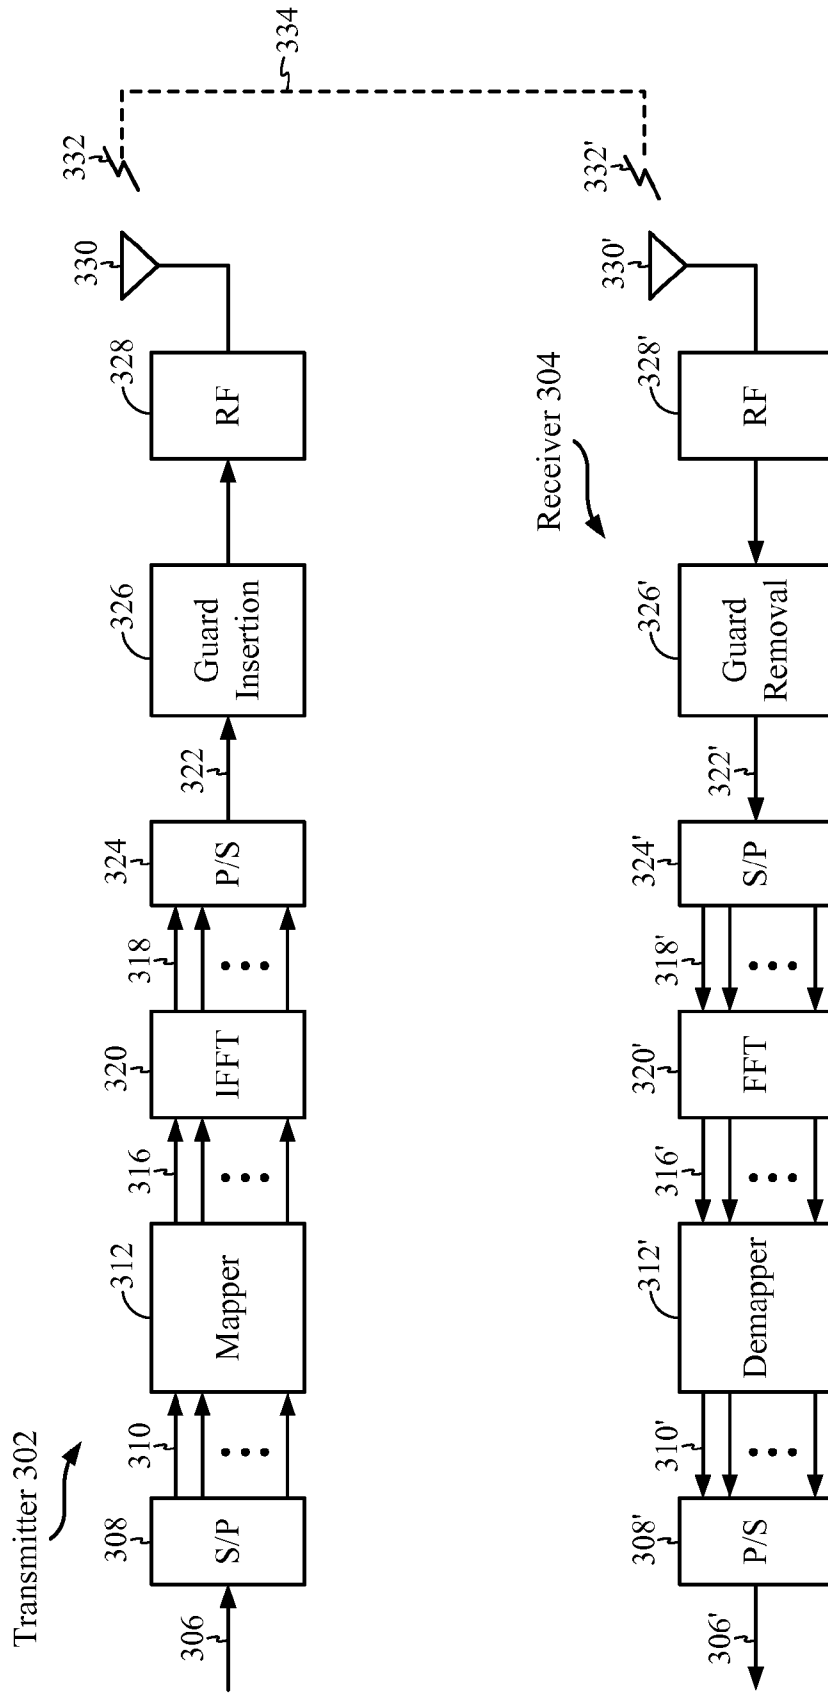 Transmitter 302
306
308
S/P
310
312
Mapper
316
320
IFFT
318
324
P/S
322
326
Guard
Insertion
328
RF
330
332
334
Receiver 304
306'
308'
P/S
310'
312'
Demapper
316'
320'
FFT
318'
324'
S/P
322'
326'
Guard
Removal
328'
RF
330'
332'